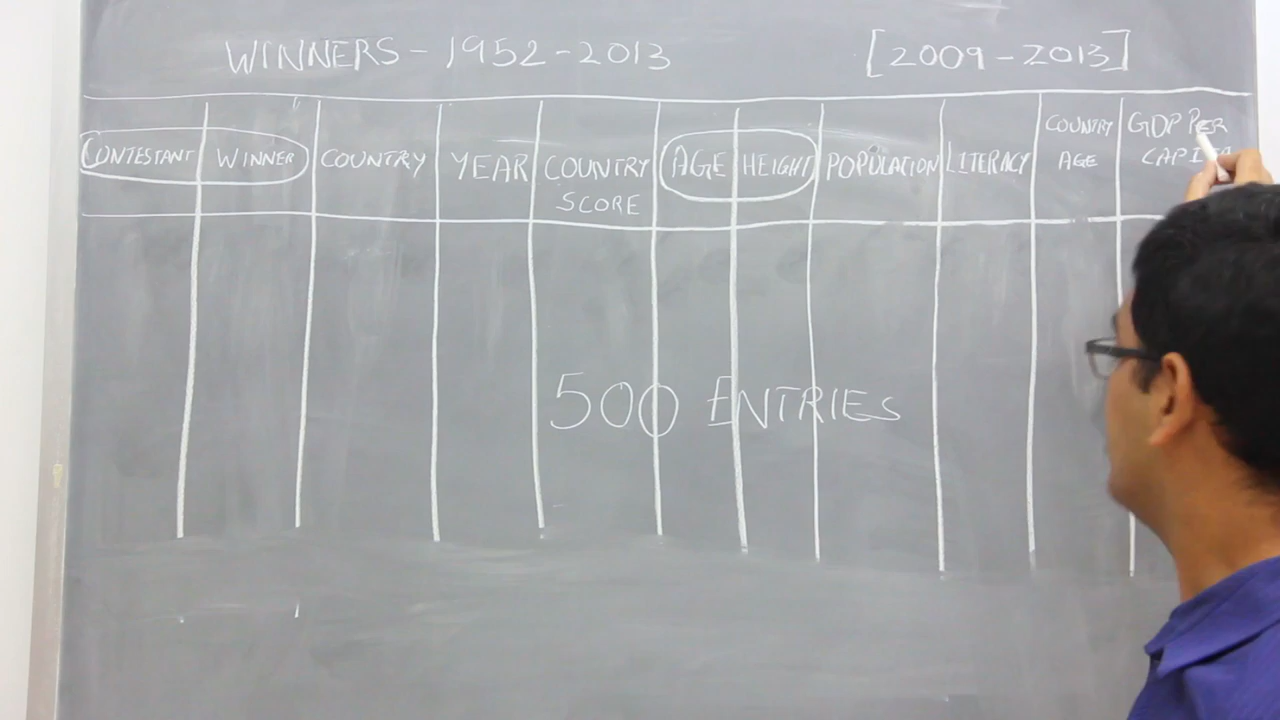 WINNERS - 1952 - 2013 [2009 - 2013]
CONTESTANT WINNER COUNTRY YEAR COUNTRY SCORE AGE HEIGHT POPULATION LITERACY COUNTRY AGE GDP PER CAPITA
500 ENTRIES